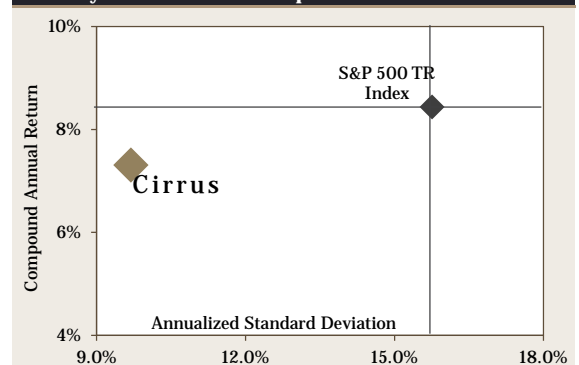 10%
S&P 500 TR
Index
8%
Cirrus
6%
Compound Annual Return
Annualized Standard Deviation
4%
9.0% 12.0% 15.0% 18.0%